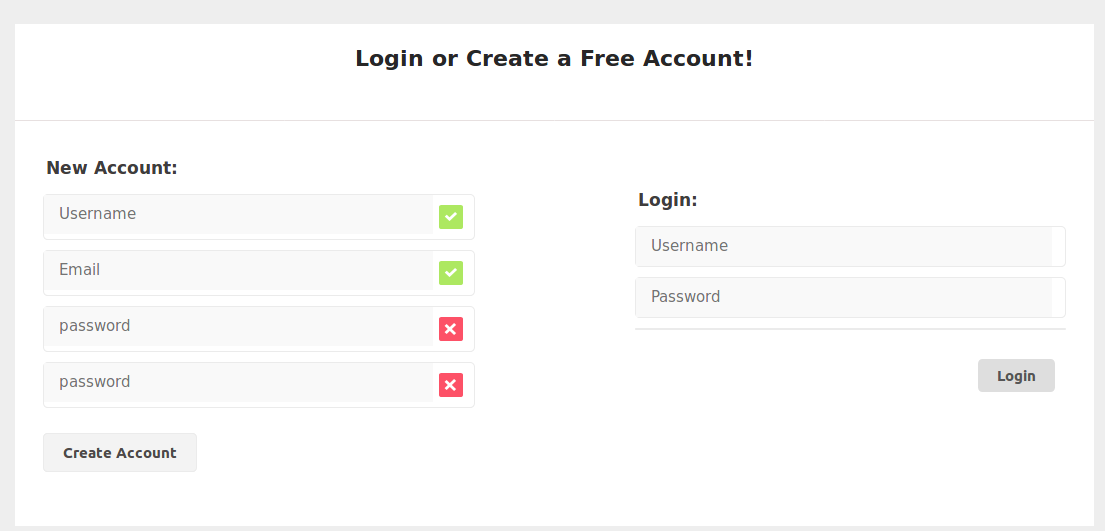 Login or Create a Free Account!
New Account:
Username
Email
password
password
Create Account
Login:
Username
Password
Login